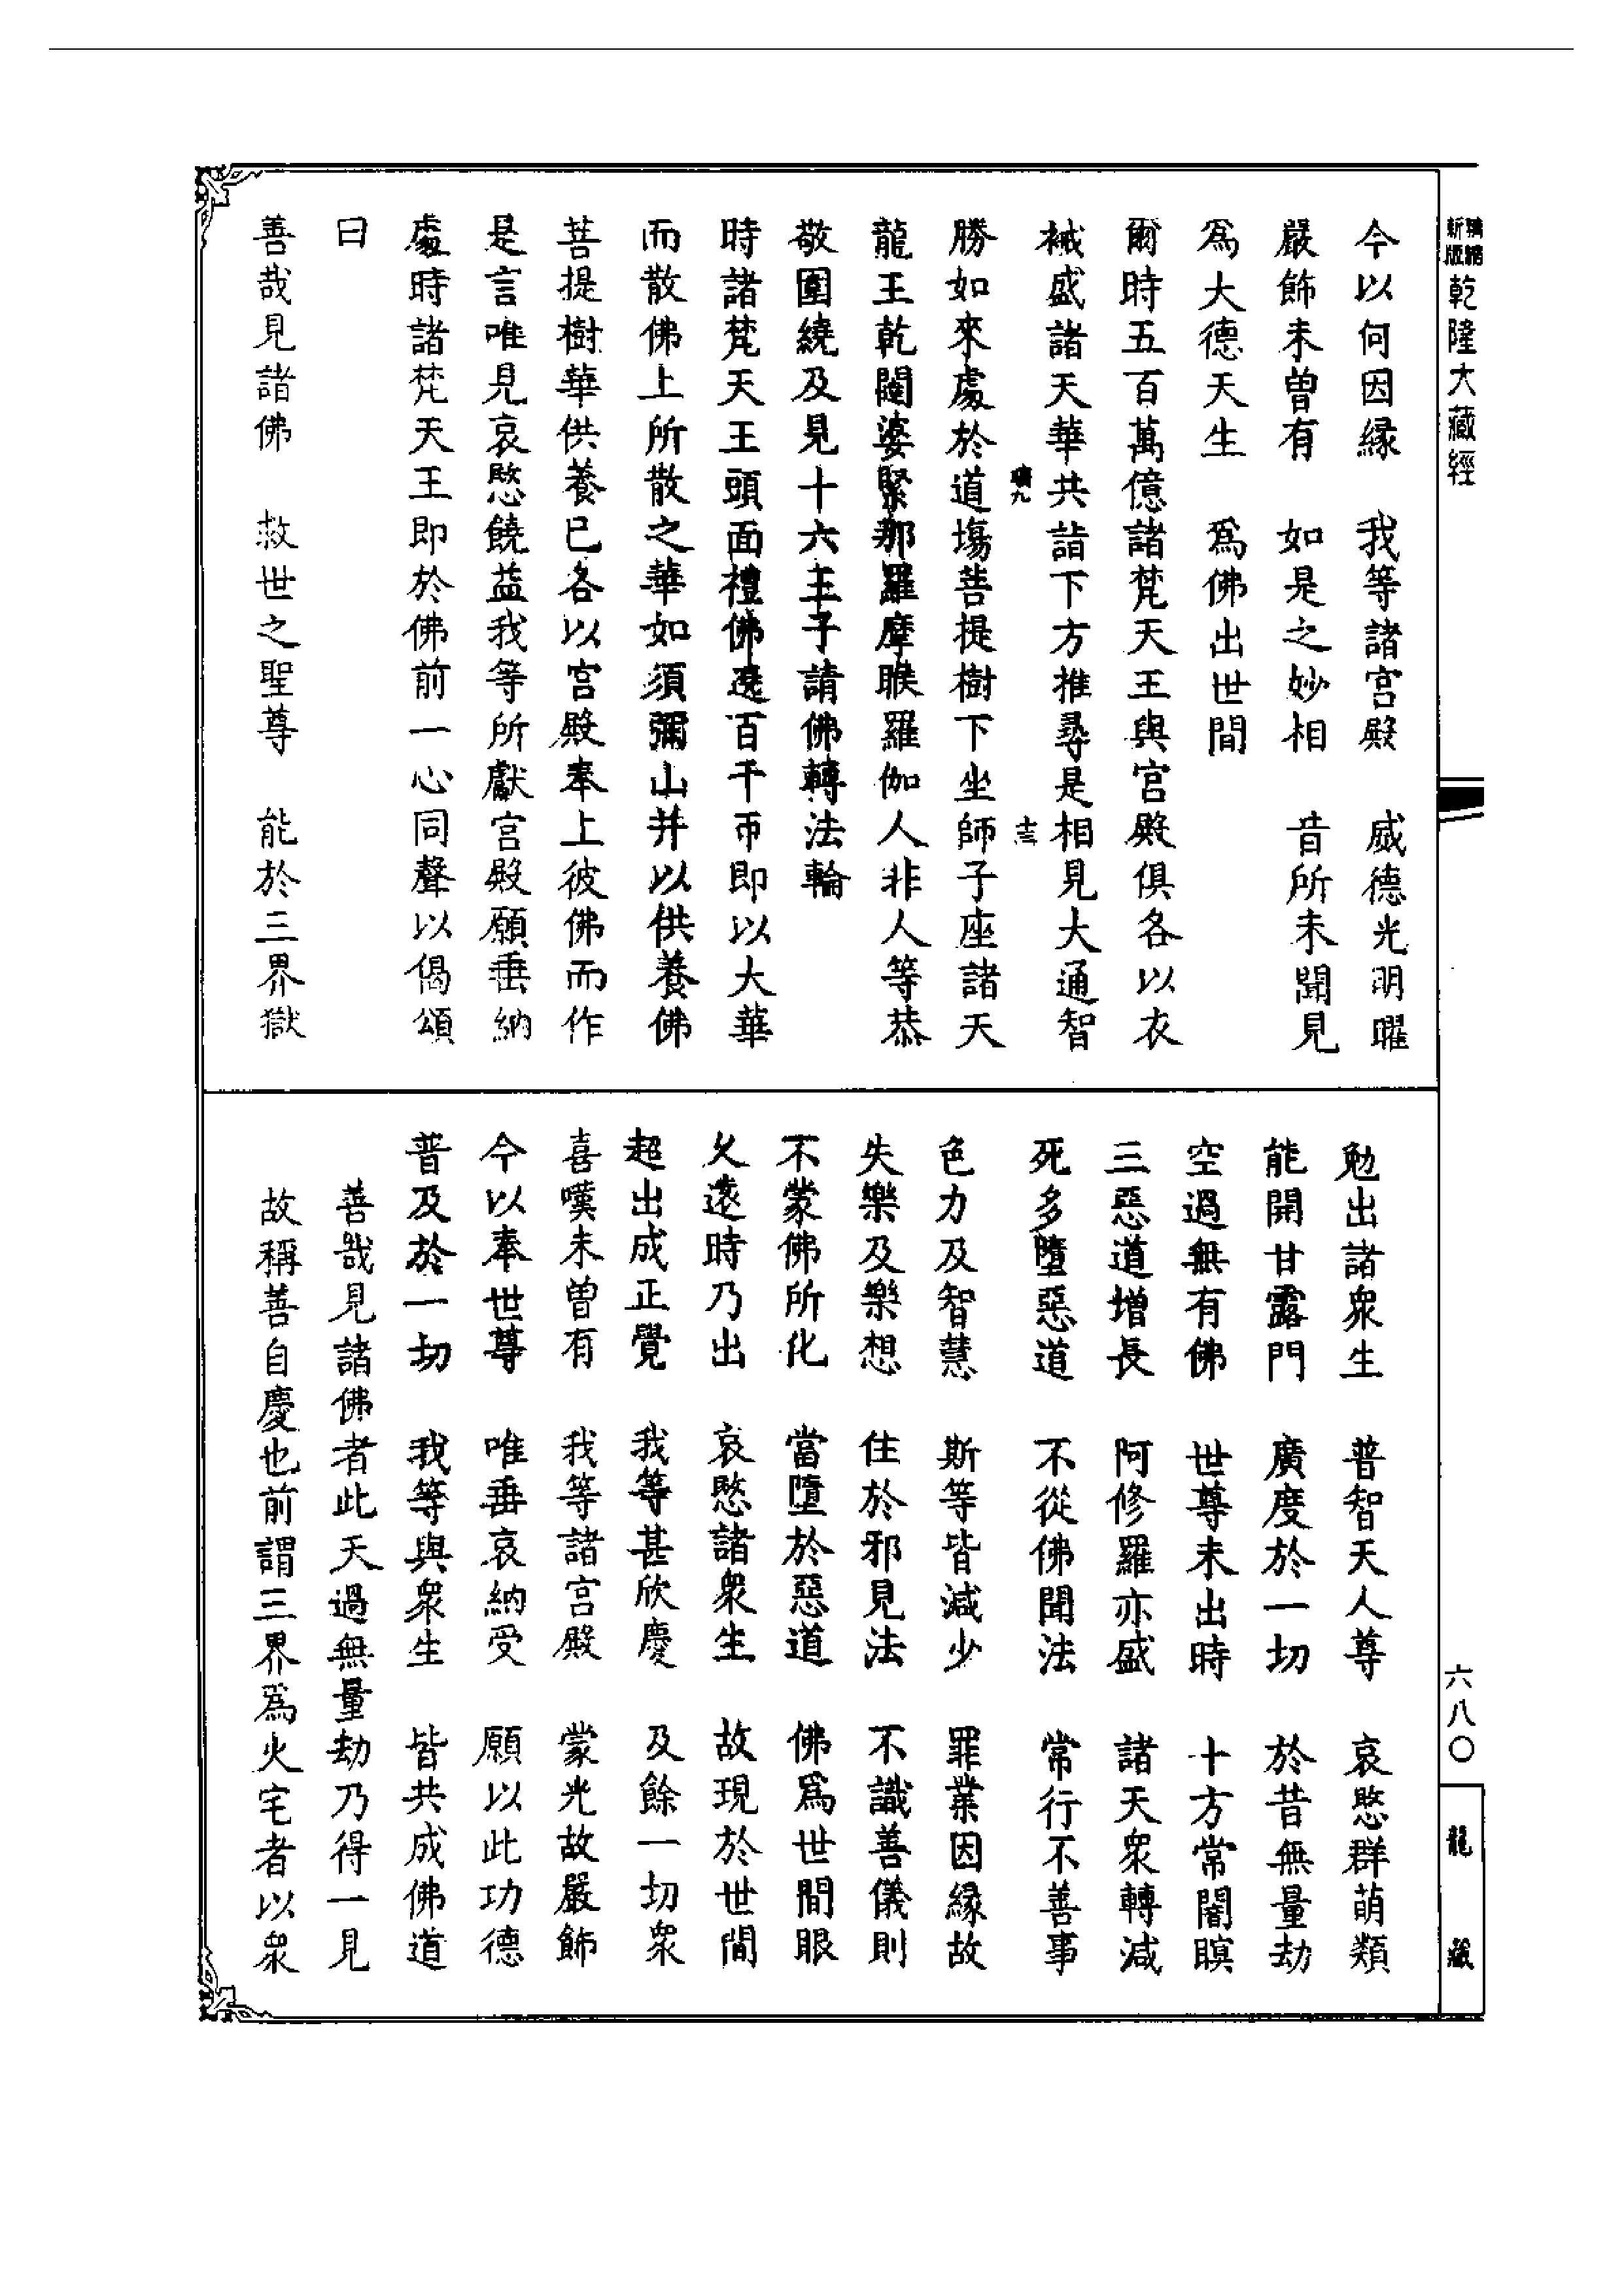 精縮新版乾隆大藏經
今以何因緣　我等諸宮殿　威德光明曜
嚴飾未曾有　如是之妙相　昔所未聞見
爲大德天生　爲佛出世間
爾時五百萬億諸梵天王與宮殿俱各以衣
裓盛諸天華共詣下方推尋是相見大通智
勝如來處於道塲菩提樹下坐師子座諸天
龍王乾闥婆緊那羅摩睺羅伽人非人等恭
敬圍繞及見十六王子請佛轉法輪
時諸梵天王頭面禮佛遶百千帀即以大華
而散佛上所散之華如須彌山并以供養佛
菩提樹華供養已各以宮殿奉上彼佛而作
是言唯見哀愍饒益我等所獻宮殿願垂納
處時諸梵天王即於佛前一心同聲以偈頌
曰
善哉見諸佛　救世之聖尊　能於三界獄
勉出諸衆生　普智天人尊　哀愍群萌類
能開甘露門　廣度於一切　於昔無量劫
空過無有佛　世尊未出時　十方常闇瞑
三惡道增長　阿修羅亦盛　諸天衆轉減
死多墮惡道　不從佛聞法　常行不善事
色力及智慧　斯等皆減少　罪業因緣故
失樂及樂想　住於邪見法　不識善儀則
不蒙佛所化　當墮於惡道　佛爲世間眼
久遠時乃出　哀愍諸衆生　故現於世間
超出成正覺　我等甚欣慶　及餘一切衆
喜嘆未曾有　我等諸宮殿　蒙光故嚴飾
今以奉世尊　唯垂哀納受　願以此功德
普及於一切　我等與衆生　皆共成佛道
善哉見諸佛者此天過無量劫乃得一見
故稱善自慶也前謂三界爲火宅者以衆
六八〇
龍藏